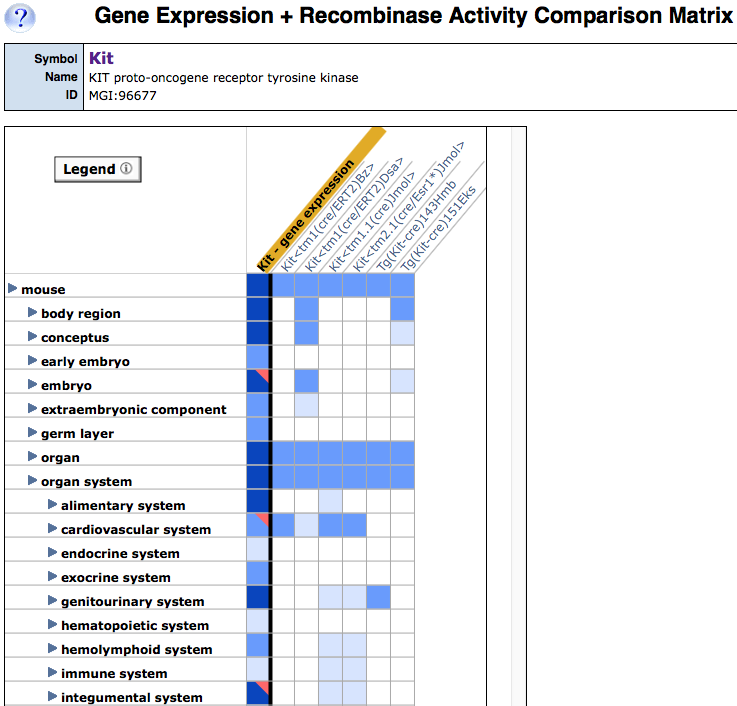 ?
Gene Expression + Recombinase Activity Comparison Matrix
Symbol Kit
Name KIT proto-oncogene receptor tyrosine kinase
ID MGI:96677
Legend ⓘ
Kit - gene expression
Kit<tm1(cre/ERT2)Bz>
Kit<tm1(cre/ERT2)Dsa>
Kit<tm1.1(cre)Jmol>
Kit<tm2.1(cre/Esr1*)Jmol>
Tg(Kit-cre)143Hmb
Tg(Kit-cre)151Eks
mouse
body region
conceptus
early embryo
embryo
extraembryonic component
germ layer
organ
organ system
alimentary system
cardiovascular system
endocrine system
exocrine system
genitourinary system
hematopoietic system
hemolymphoid system
immune system
integumental system